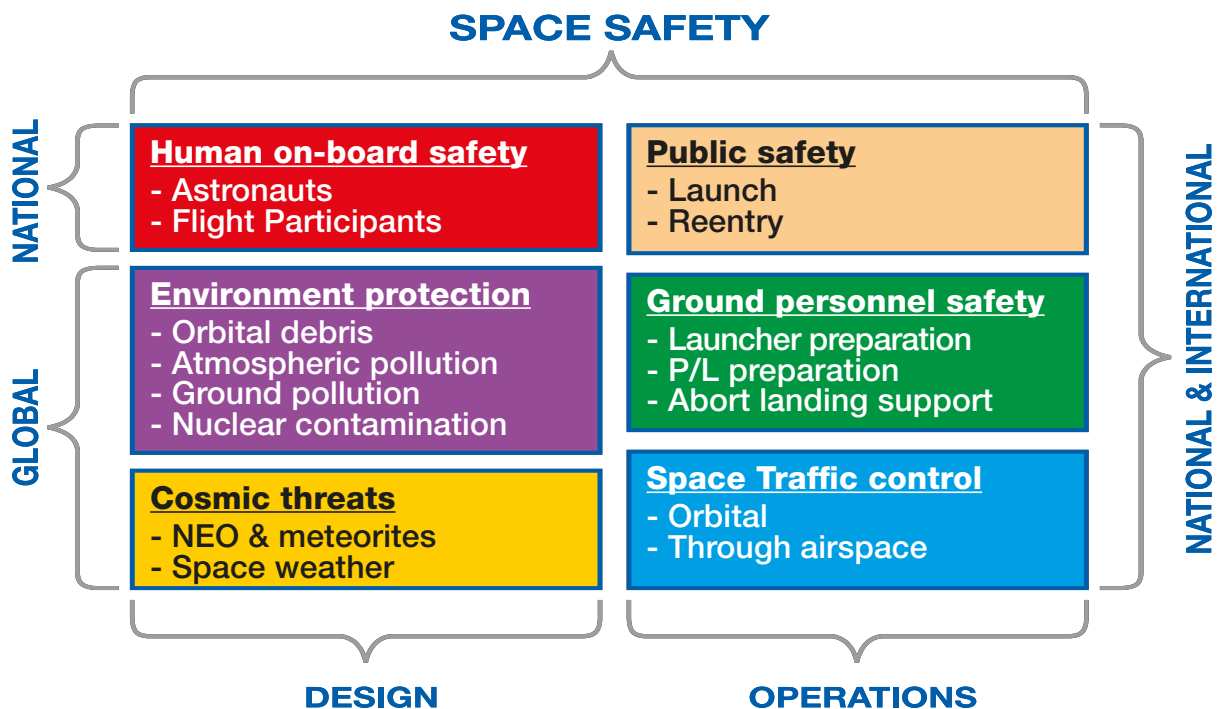 SPACE SAFETY
NATIONAL
Human on-board safety
- Astronauts
- Flight Participants
GLOBAL
Environment protection
- Orbital debris
- Atmospheric pollution
- Ground pollution
- Nuclear contamination
Cosmic threats
- NEO & meteorites
- Space weather
DESIGN
Public safety
- Launch
- Reentry
Ground personnel safety
- Launcher preparation
- P/L preparation
- Abort landing support
Space Traffic control
- Orbital
- Through airspace
OPERATIONS
NATIONAL & INTERNATIONAL